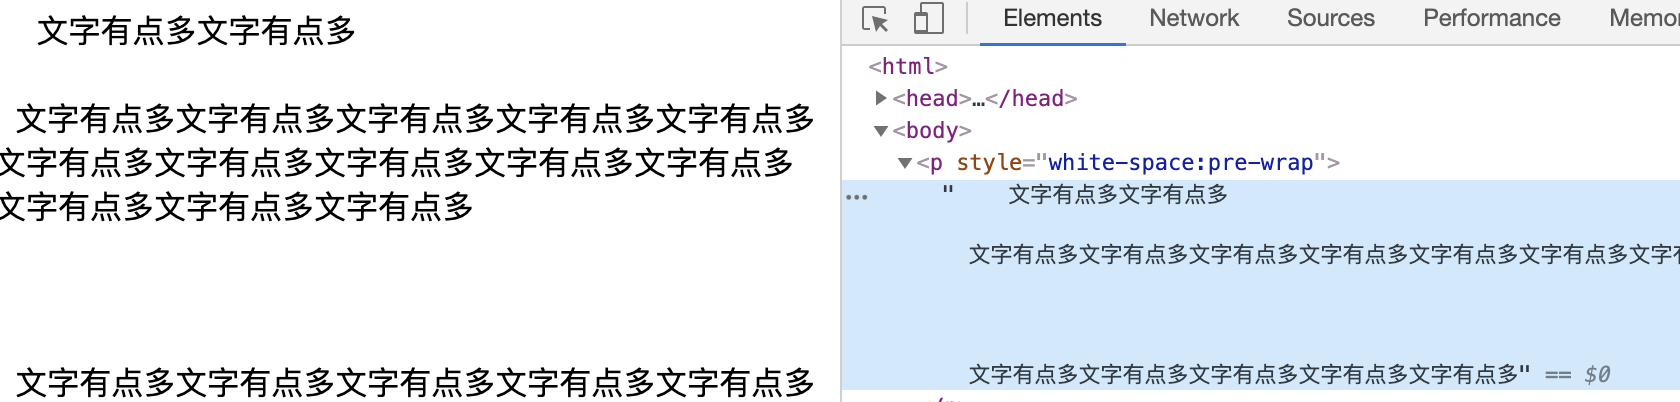 文字有点多文字有点多
文字有点多文字有点多文字有点多文字有点多文字有点多
文字有点多文字有点多文字有点多文字有点多文字有点多
文字有点多文字有点多文字有点多
文字有点多文字有点多文字有点多文字有点多文字有点多
Elements Network Sources Performance Memo
<html>
<head>…</head>
<body>
<p style="white-space:pre-wrap">
" 文字有点多文字有点多
文字有点多文字有点多文字有点多文字有点多文字有点多文字有点多文字
文字有点多文字有点多文字有点多文字有点多文字有点多" == $0